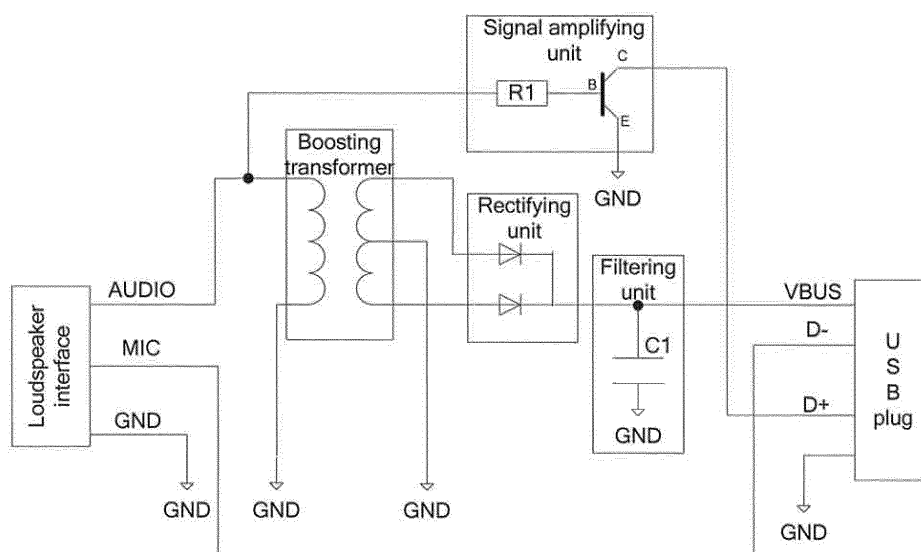 Signal amplifying
unit
C
R1
B
E
GND
Boosting
transformer
Rectifying
unit
Filtering
unit
AUDIO
VBUS
Loudspeaker
interface
MIC
GND
D-
C1
D+
U
S
B
plug
GND
GND
GND
GND
GND